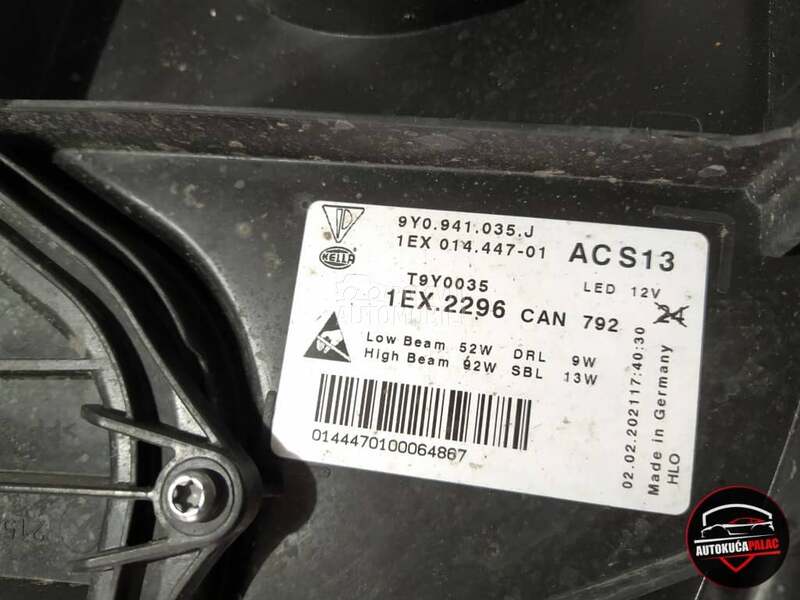 9Y0.941.035.J
1EX 014.447-01
ACS13
HELLA
T9Y0035
LED 12V
1EX.2296 CAN 792 24
Low Beam 52W DRL 9W
High Beam 92W SBL 13W
0144470100064867
02.02.2021 17:40:30
Made in Germany
HLO
215
AUTOKUĆA PALAC